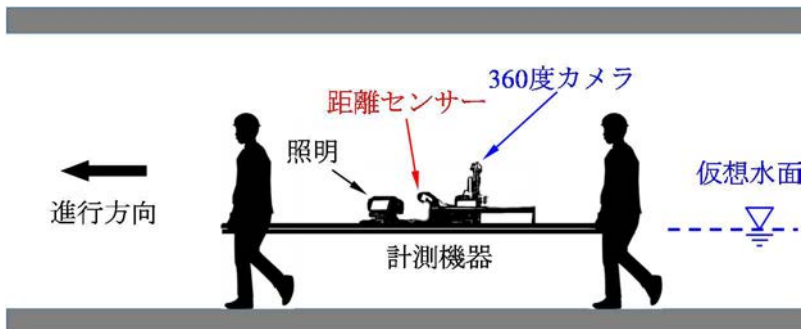 360度カメラ
距離センサー
照明
仮想水面
進行方向
計測機器